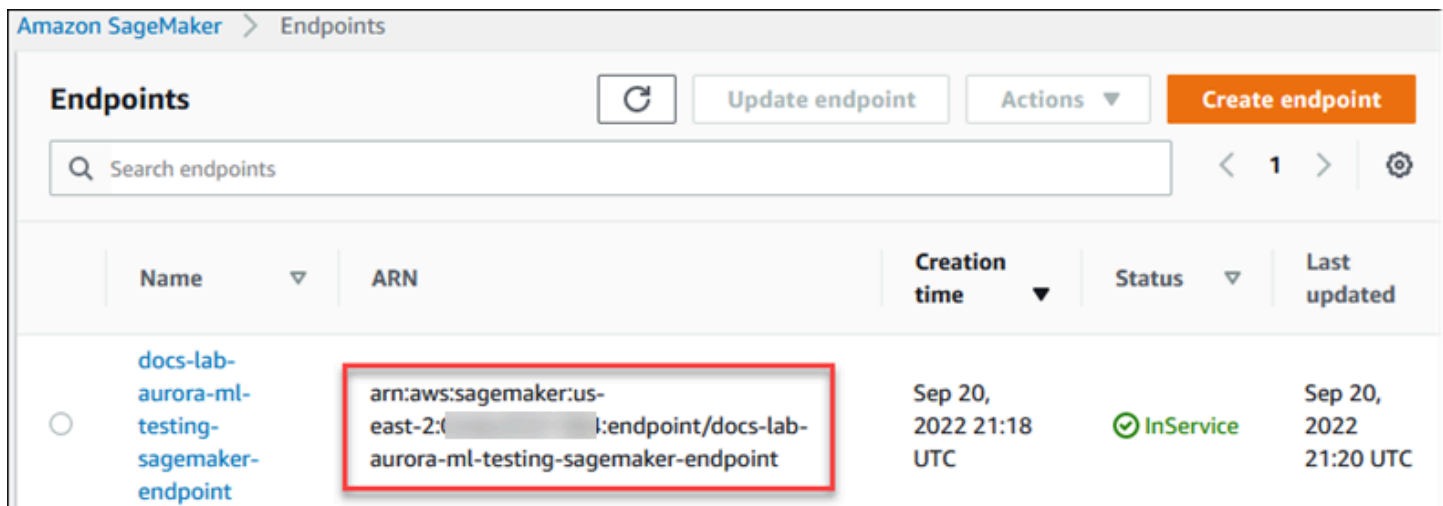 Amazon SageMaker > Endpoints
Endpoints
Update endpoint
Actions
Create endpoint
Search endpoints
< 1 >
Name
ARN
Creation
time
Status
Last
updated
docs-lab-
aurora-ml-
testing-
sagemaker-
endpoint
arn:aws:sagemaker:us-
east-2: :endpoint/docs-lab-
aurora-ml-testing-sagemaker-endpoint
Sep 20,
2022 21:18
UTC
InService
Sep 20,
2022
21:20 UTC